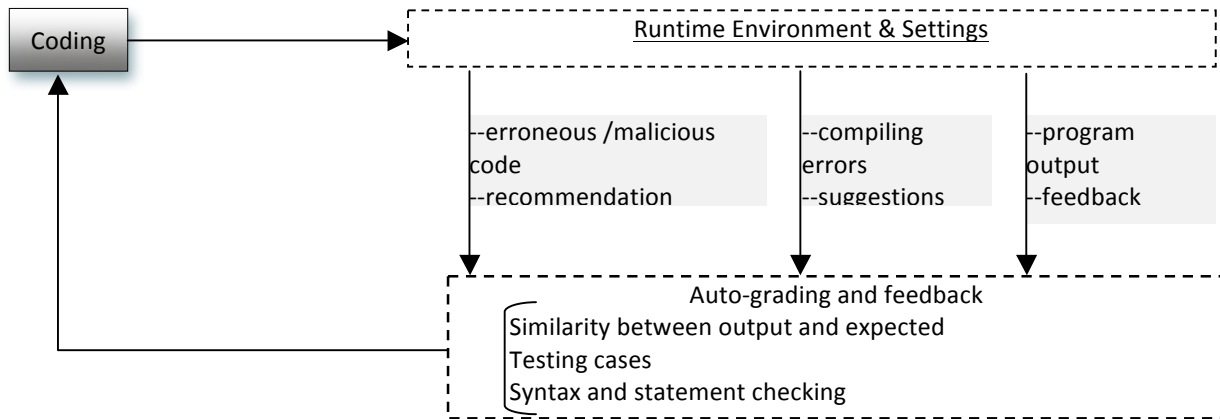 Coding
Runtime Environment & Settings
--erroneous /malicious
code
--recommendation
--compiling
errors
--suggestions
--program
output
--feedback
Auto-grading and feedback
Similarity between output and expected
Testing cases
Syntax and statement checking